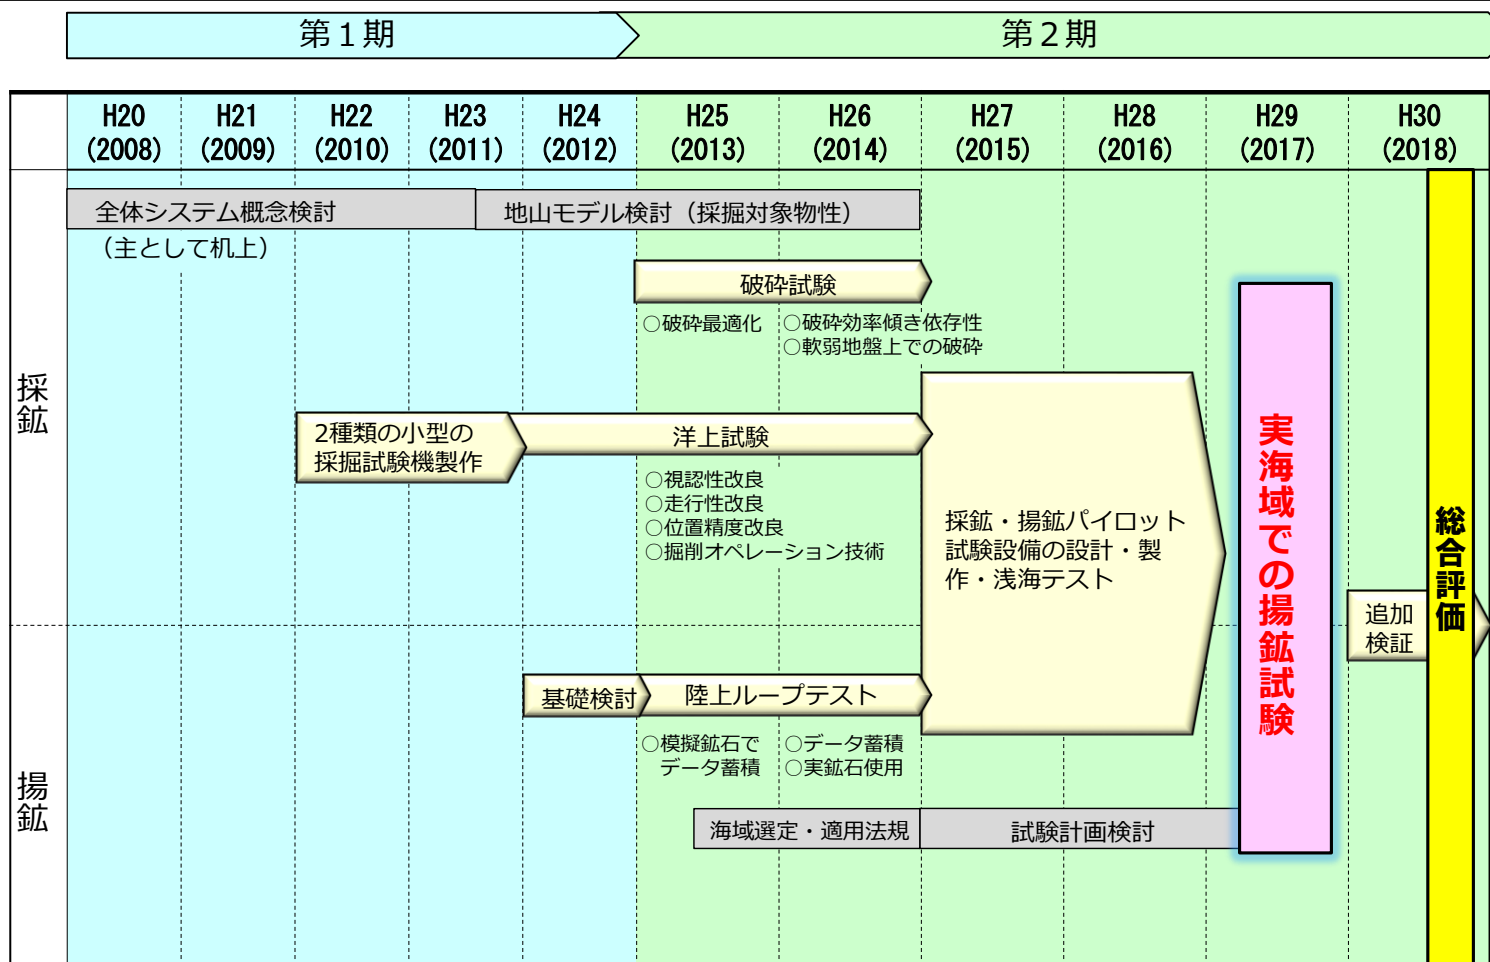 第１期
第２期
H20
(2008)
H21
(2009)
H22
(2010)
H23
(2011)
H24
(2012)
H25
(2013)
H26
(2014)
H27
(2015)
H28
(2016)
H29
(2017)
H30
(2018)
採鉱
全体システム概念検討
（主として机上）
地山モデル検討（採掘対象物性）
破砕試験
○破砕最適化
○破砕効率傾き依存性
○軟弱地盤上での破砕
2種類の小型の
採掘試験機製作
洋上試験
○視認性改良
○走行性改良
○位置精度改良
○掘削オペレーション技術
採鉱・揚鉱パイロット
試験設備の設計・製
作・浅海テスト
実海域での揚鉱試験
総合評価
追加
検証
揚鉱
基礎検討
陸上ループテスト
○模擬鉱石で
データ蓄積
○データ蓄積
○実鉱石使用
海域選定・適用法規
試験計画検討